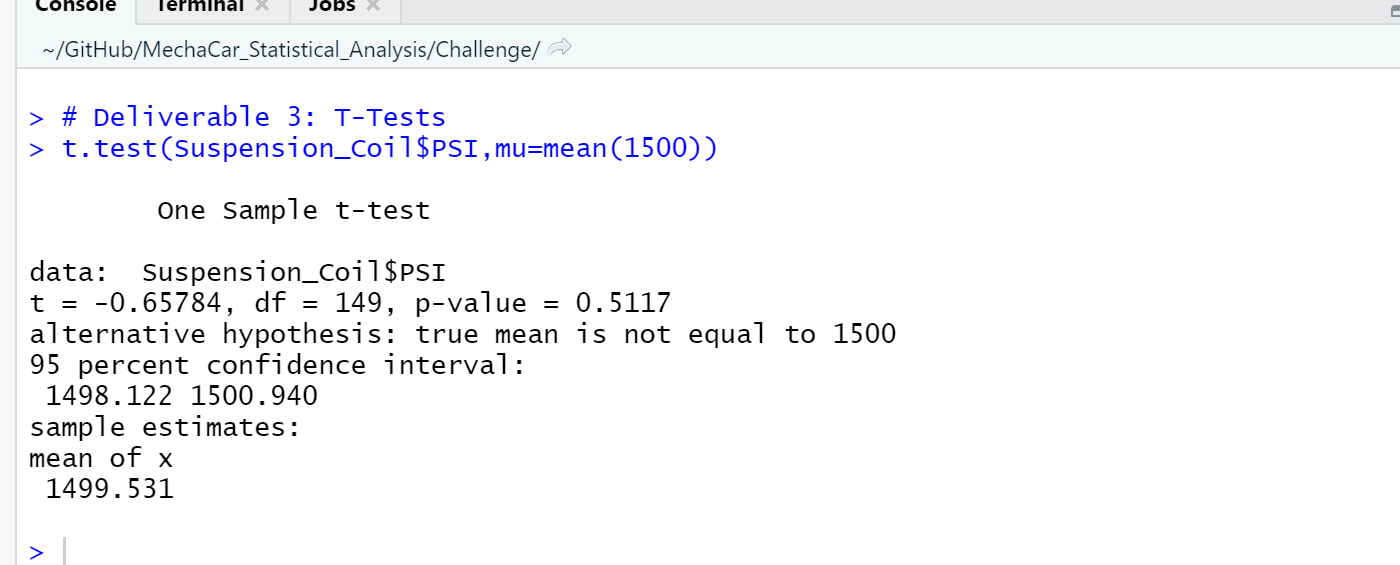 Console Terminal Jobs
~/GitHub/MechaCar_Statistical_Analysis/Challenge/
> # Deliverable 3: T-Tests
> t.test(Suspension_Coil$PSI,mu=mean(1500))
One Sample t-test
data:  Suspension_Coil$PSI
t = -0.65784, df = 149, p-value = 0.5117
alternative hypothesis: true mean is not equal to 1500
95 percent confidence interval:
 1498.122 1500.940
sample estimates:
mean of x
 1499.531
>